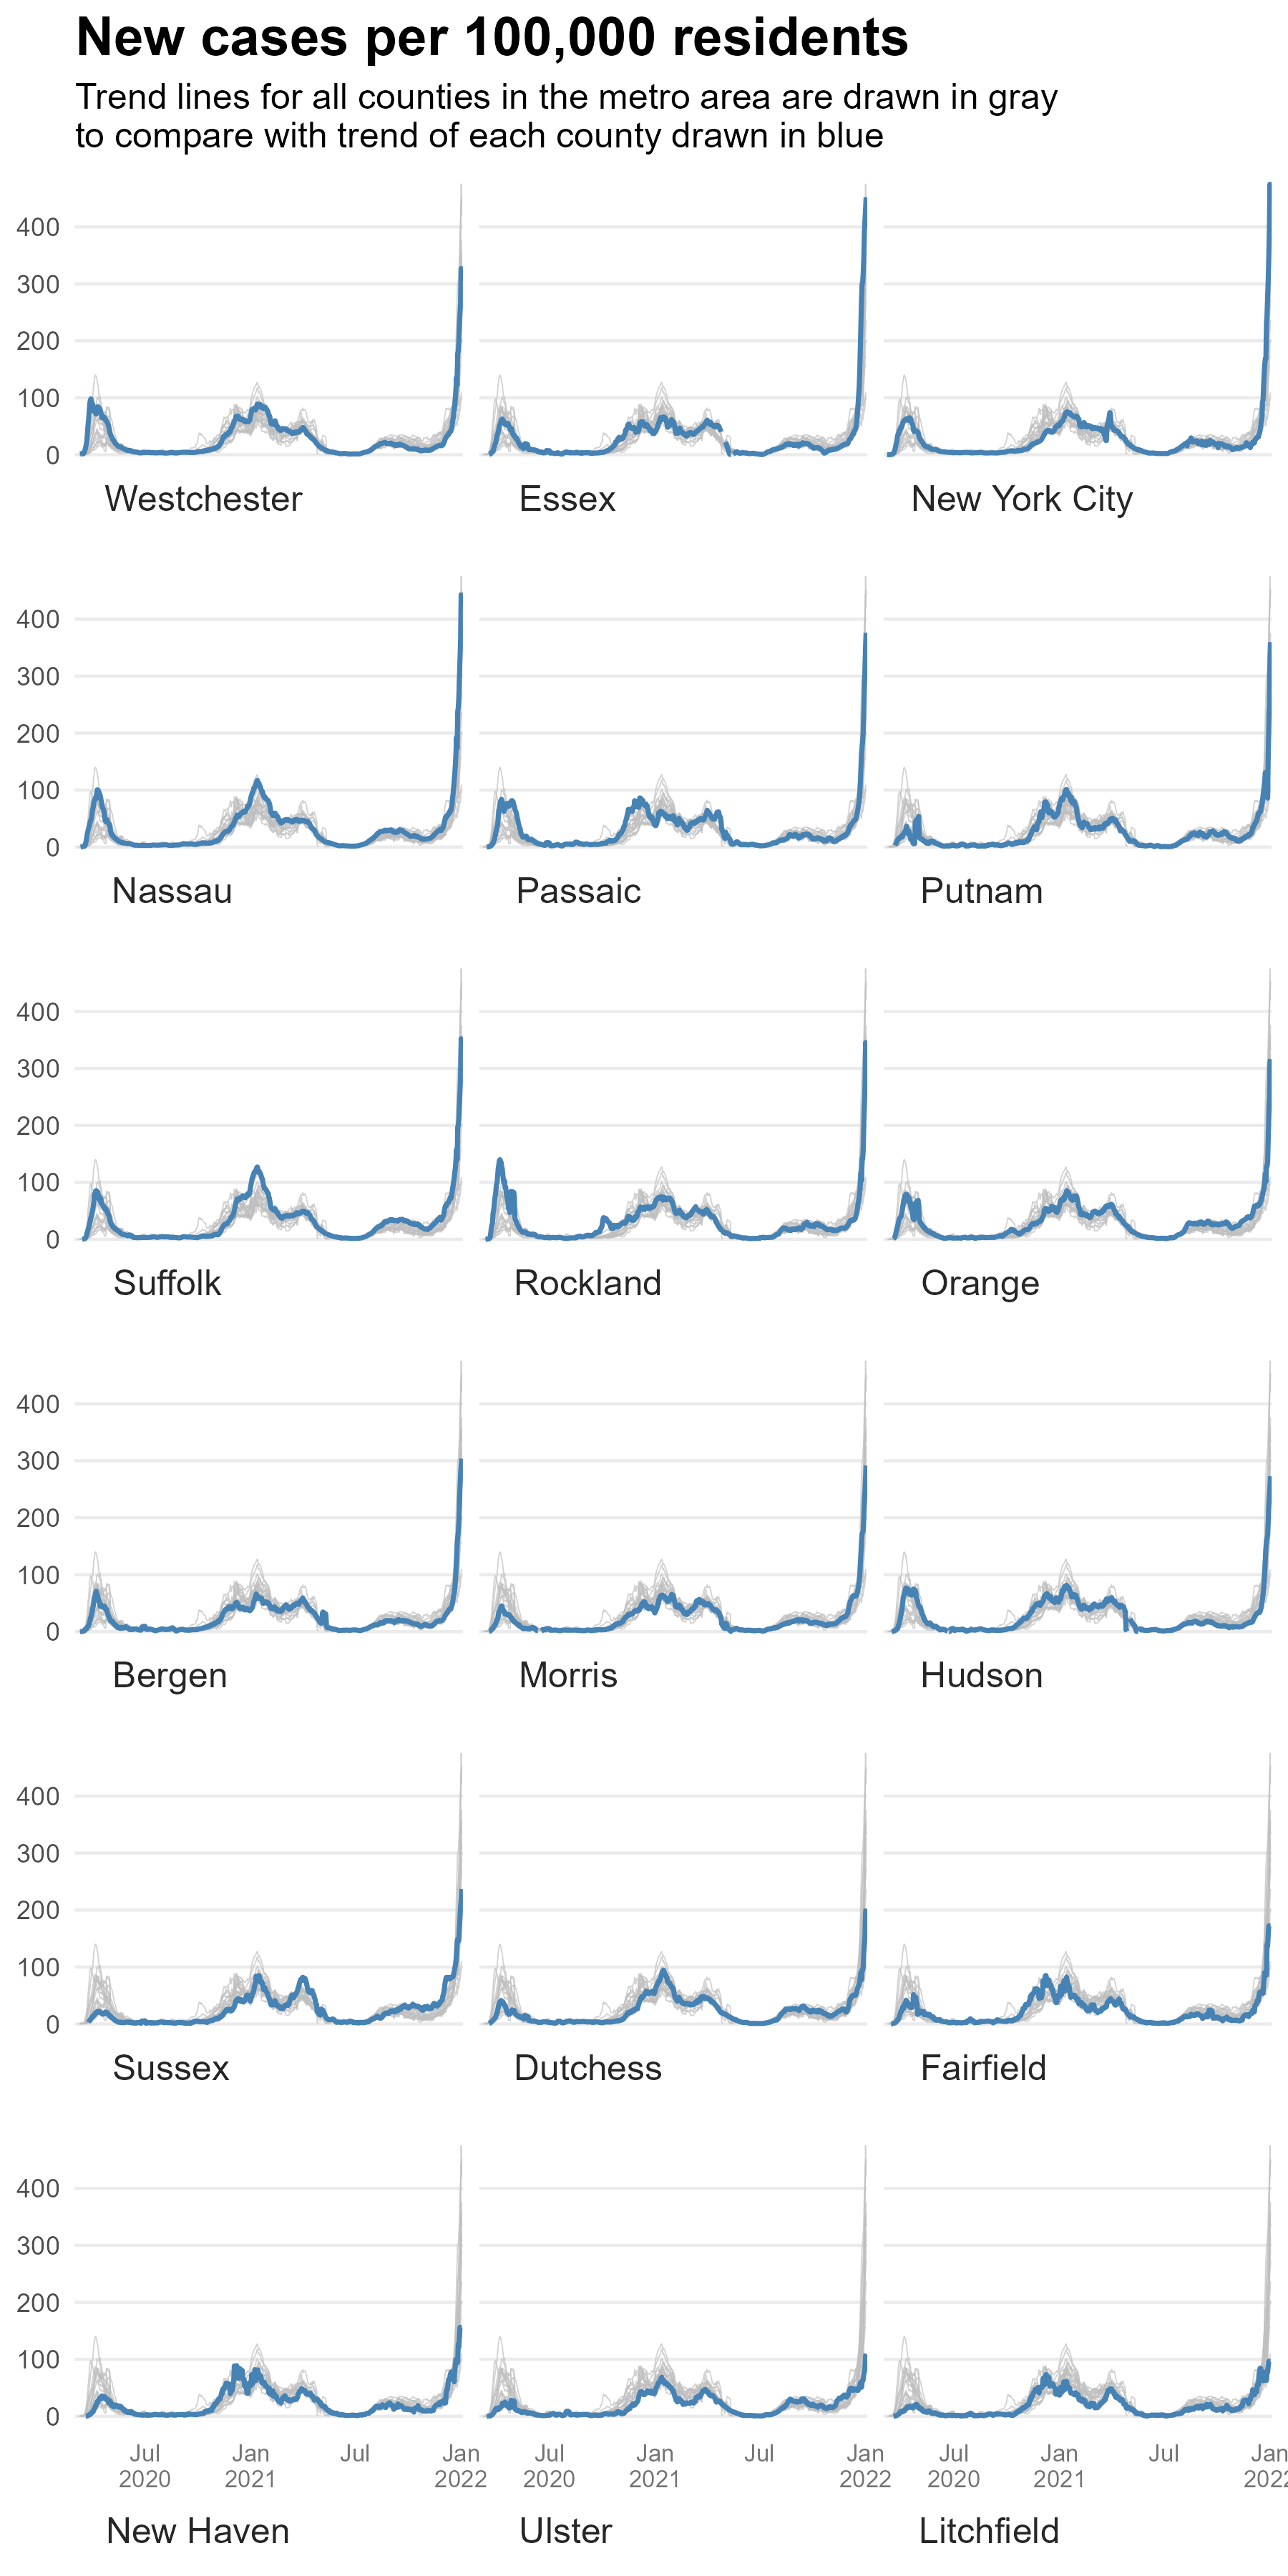 New cases per 100,000 residents
Trend lines for all counties in the metro area are drawn in gray
to compare with trend of each county drawn in blue
400
300
200
100
0
Westchester Essex New York City
400
300
200
100
0
Nassau Passaic Putnam
400
300
200
100
0
Suffolk Rockland Orange
400
300
200
100
0
Bergen Morris Hudson
400
300
200
100
0
Sussex Dutchess Fairfield
400
300
200
100
0
Jul Jan Jul Jan Jul Jan Jul Jan Jul Jan Jul Jan
2020 2021 2022 2020 2021 2022 2020 2021 2022
New Haven Ulster Litchfield